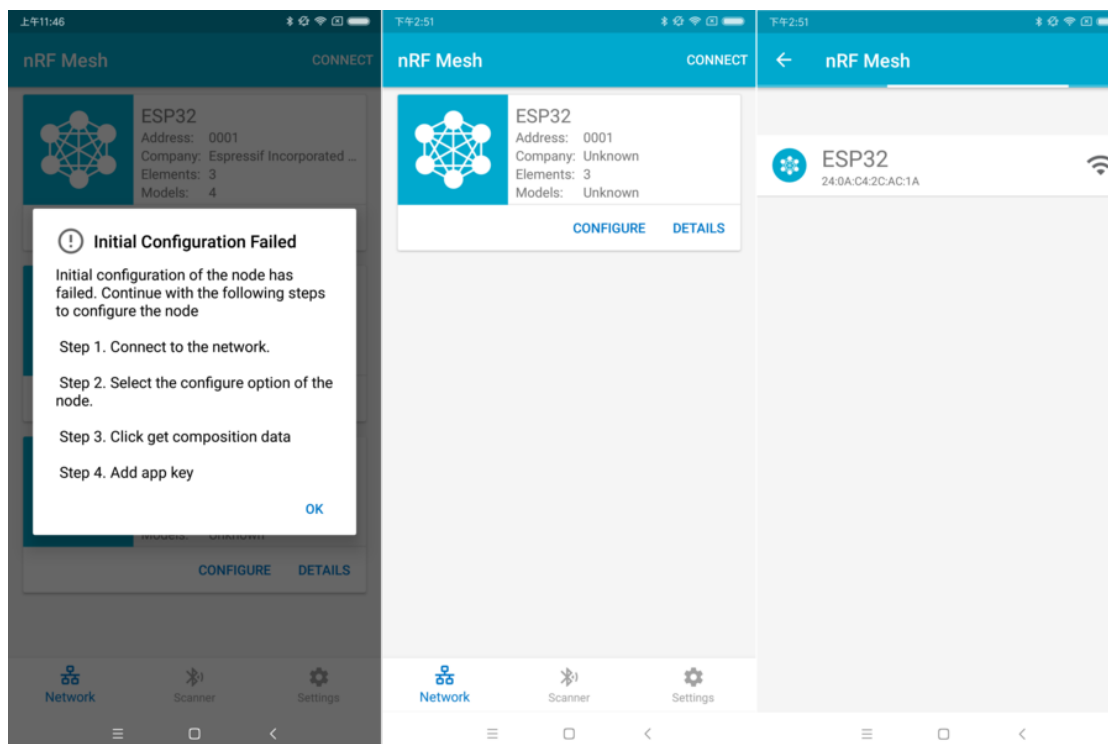 上午11:46
nRF Mesh
CONNECT
ESP32
Address: 0001
Company: Espressif Incorporated ...
Elements: 3
Models: 4
Initial Configuration Failed
Initial configuration of the node has
failed. Continue with the following steps
to configure the node
Step 1. Connect to the network.
Step 2. Select the configure option of the
node.
Step 3. Click get composition data
Step 4. Add app key
OK
Models: Unknown
CONFIGURE DETAILS
Network Scanner Settings
下午2:51
nRF Mesh
CONNECT
ESP32
Address: 0001
Company: Unknown
Elements: 3
Models: Unknown
CONFIGURE DETAILS
Network Scanner Settings
下午2:51
nRF Mesh
ESP32
24:0A:C4:2C:AC:1A